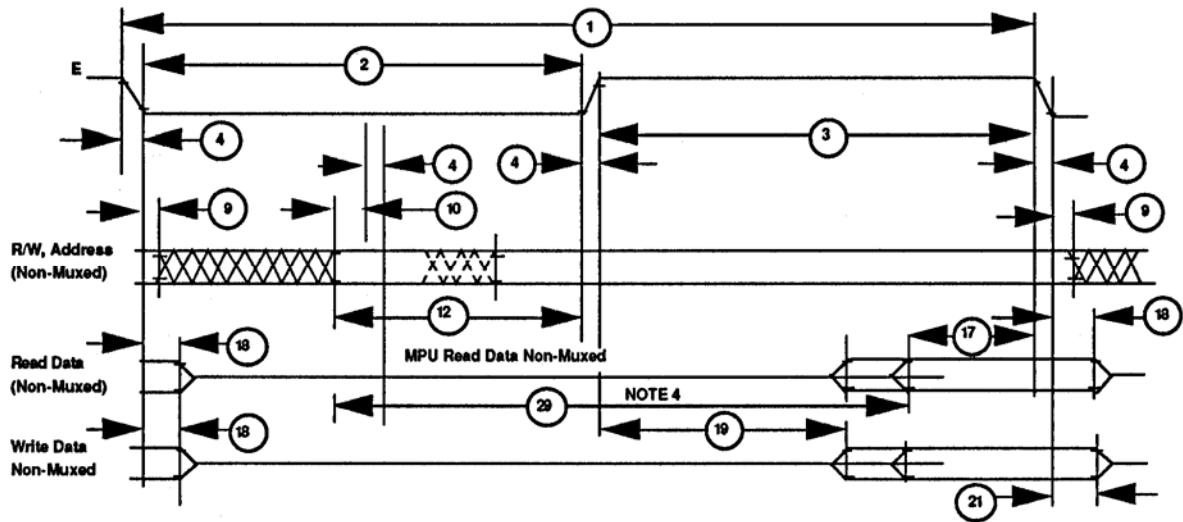 1
2
E
4
4
4
3
4
9
10
9
R/W, Address
(Non-Muxed)
12
18
17
18
MPU Read Data Non-Muxed
Read Data
(Non-Muxed)
NOTE 4
29
18
19
Write Data
Non-Muxed
21